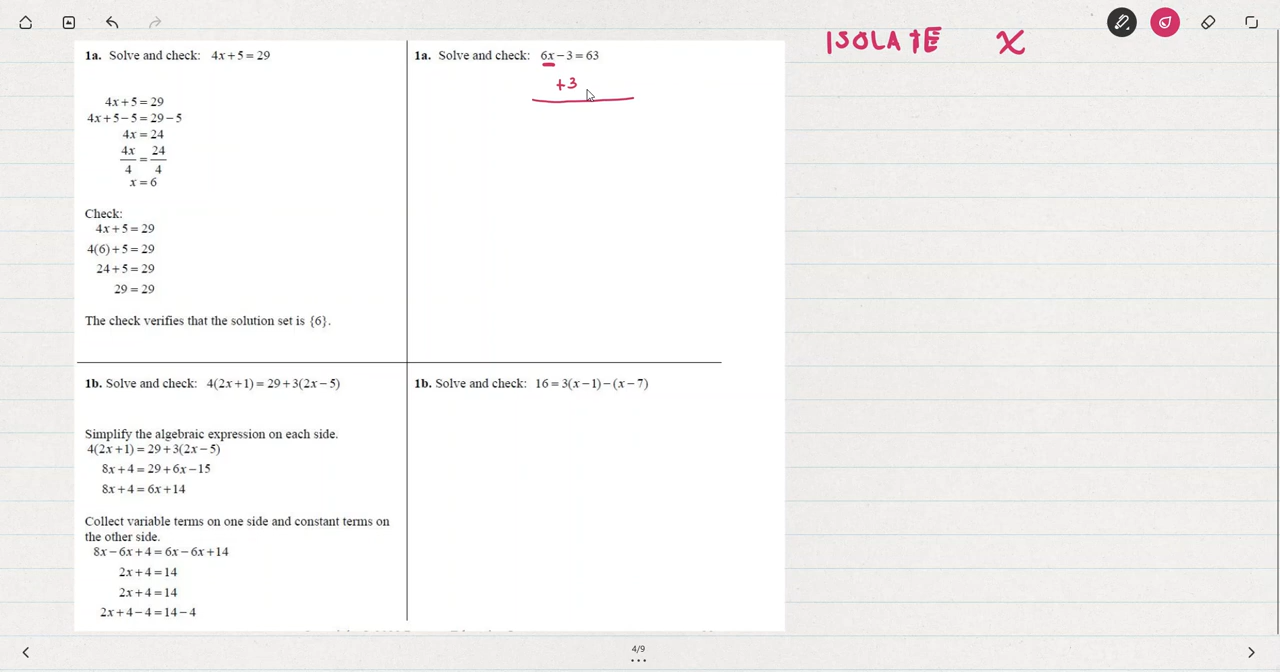 ISOLATE x
1a. Solve and check: 4x+5=29
4x+5=29
4x+5−5=29−5
4x=24
4x/4=24/4
x=6
Check:
4x+5=29
4(6)+5=29
24+5=29
29=29
The check verifies that the solution set is {6}.
1a. Solve and check: 6x−3=63
+3
1b. Solve and check: 4(2x+1)=29+3(2x−5)
Simplify the algebraic expression on each side.
4(2x+1)=29+3(2x−5)
8x+4=29+6x−15
8x+4=6x+14
Collect variable terms on one side and constant terms on
the other side.
8x−6x+4=6x−6x+14
2x+4=14
2x+4=14
2x+4−4=14−4
1b. Solve and check: 16=3(x−1)−(x−7)
4/9